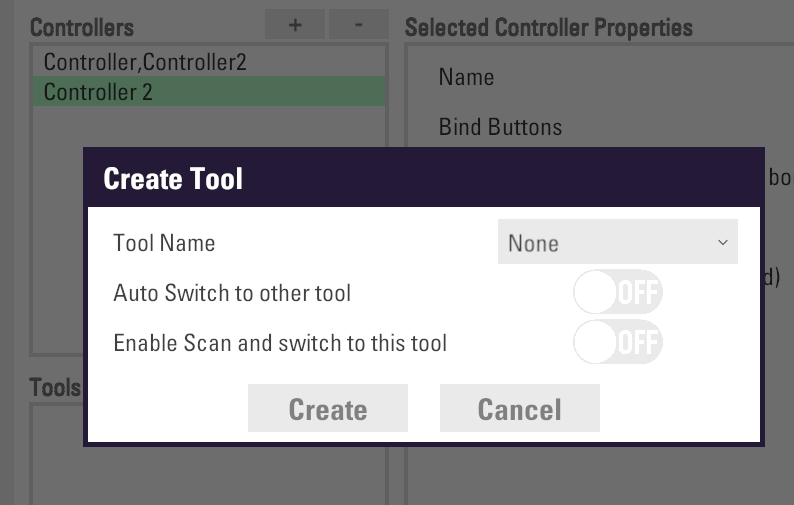 Controllers + - Selected Controller Properties
Controller,Controller2
Controller 2
Name
Bind Buttons
Create Tool
Tool Name None
Auto Switch to other tool OFF
Enable Scan and switch to this tool OFF
Create Cancel
Tools